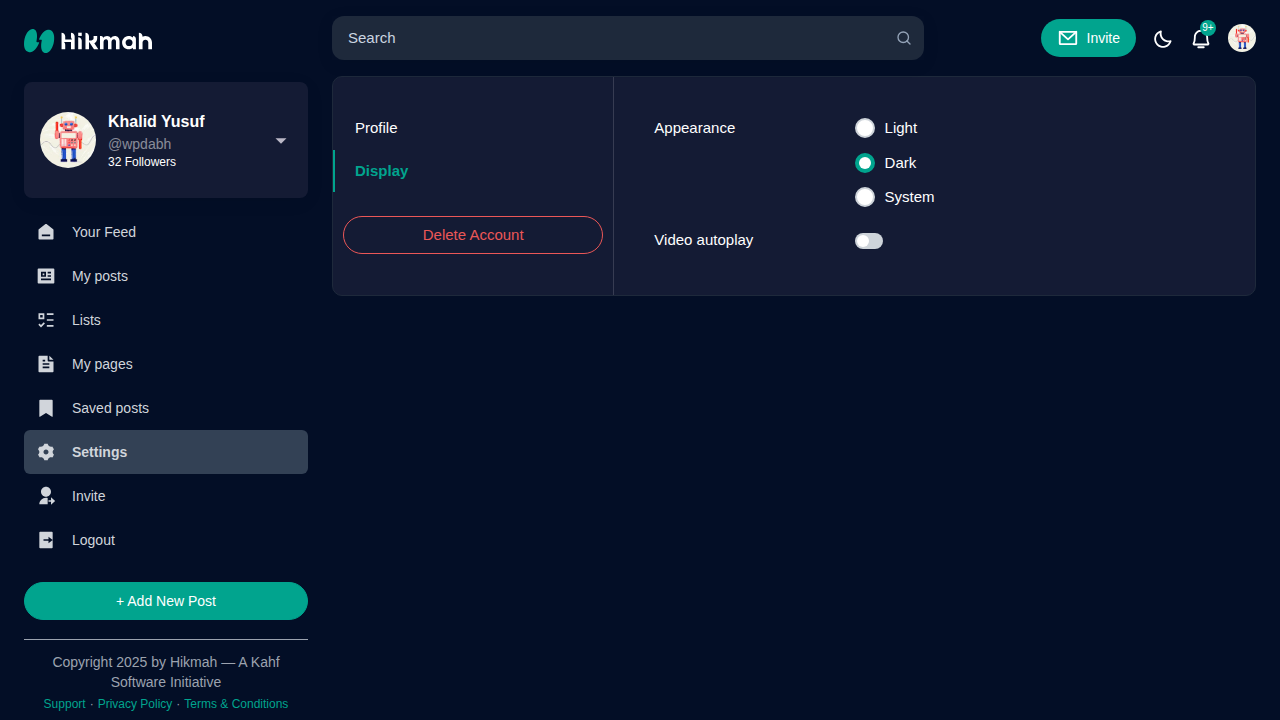 Hikmah
Search
Invite
9+
Khalid Yusuf
@wpdabh
32 Followers
Your Feed
My posts
Lists
My pages
Saved posts
Settings
Invite
Logout
+ Add New Post
Copyright 2025 by Hikmah — A Kahf
Software Initiative
Support · Privacy Policy · Terms & Conditions
Profile
Display
Delete Account
Appearance
Light
Dark
System
Video autoplay